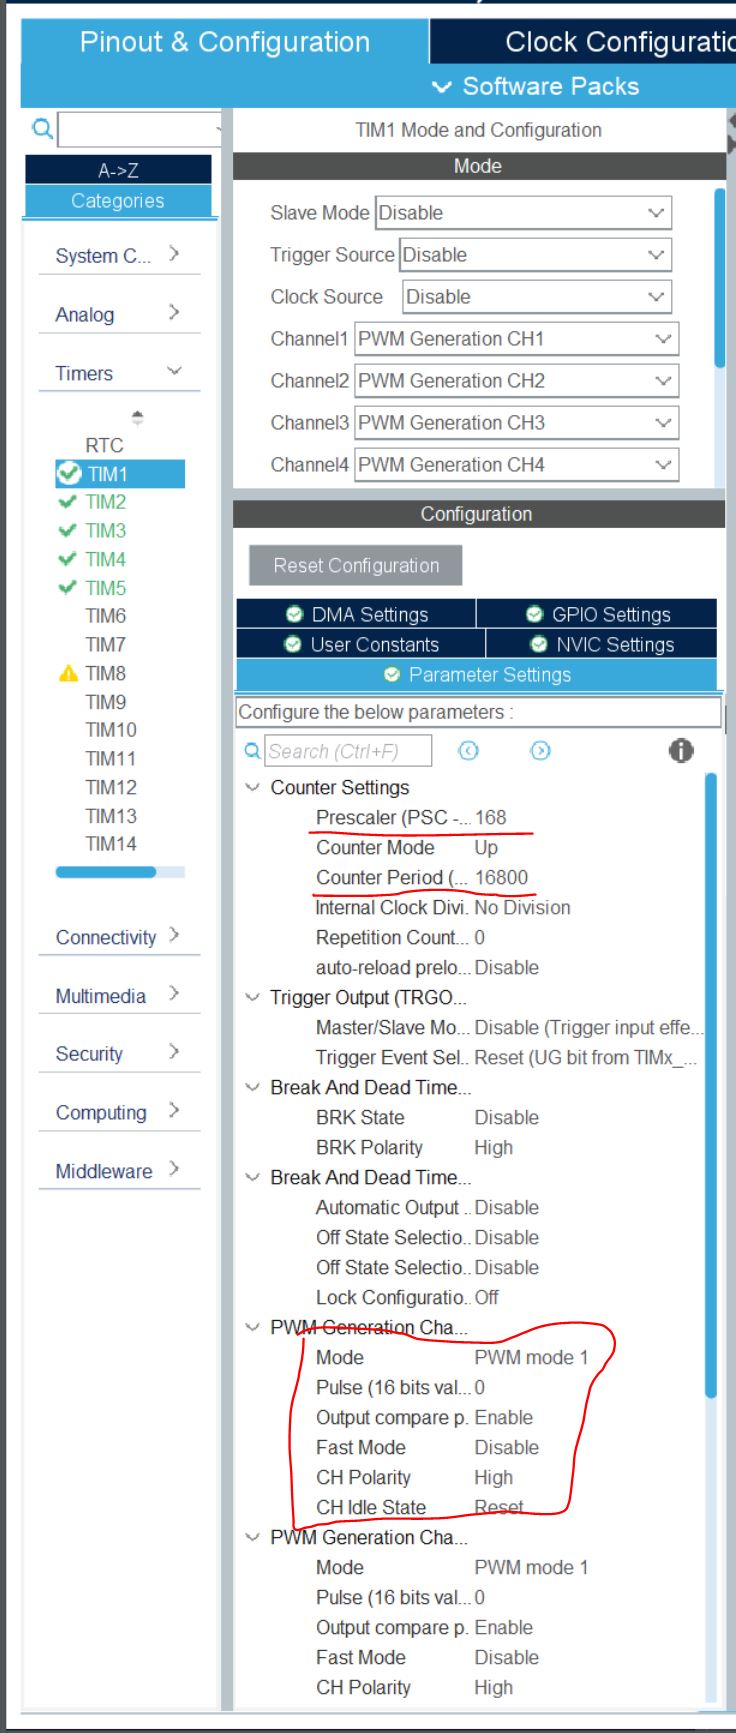 Pinout & Configuration
Clock Configuratio
Software Packs
TIM1 Mode and Configuration
A->Z
Categories
System C...
Analog
Timers
RTC
TIM1
TIM2
TIM3
TIM4
TIM5
TIM6
TIM7
TIM8
TIM9
TIM10
TIM11
TIM12
TIM13
TIM14
Connectivity
Multimedia
Security
Computing
Middleware
Mode
Slave Mode Disable
Trigger Source Disable
Clock Source Disable
Channel1 PWM Generation CH1
Channel2 PWM Generation CH2
Channel3 PWM Generation CH3
Channel4 PWM Generation CH4
Configuration
Reset Configuration
DMA Settings GPIO Settings
User Constants NVIC Settings
Parameter Settings
Configure the below parameters :
Search (Ctrl+F)
Counter Settings
Prescaler (PSC -... 168
Counter Mode Up
Counter Period (... 16800
Internal Clock Divi.. No Division
Repetition Count... 0
auto-reload prelo... Disable
Trigger Output (TRGO...
Master/Slave Mo... Disable (Trigger input effe...
Trigger Event Sel.. Reset (UG bit from TIMx_...
Break And Dead Time...
BRK State Disable
BRK Polarity High
Break And Dead Time...
Automatic Output .. Disable
Off State Selectio.. Disable
Off State Selectio.. Disable
Lock Configuratio.. Off
PWM Generation Cha...
Mode PWM mode 1
Pulse (16 bits val... 0
Output compare p. Enable
Fast Mode Disable
CH Polarity High
CH Idle State Reset
PWM Generation Cha...
Mode PWM mode 1
Pulse (16 bits val... 0
Output compare p. Enable
Fast Mode Disable
CH Polarity High